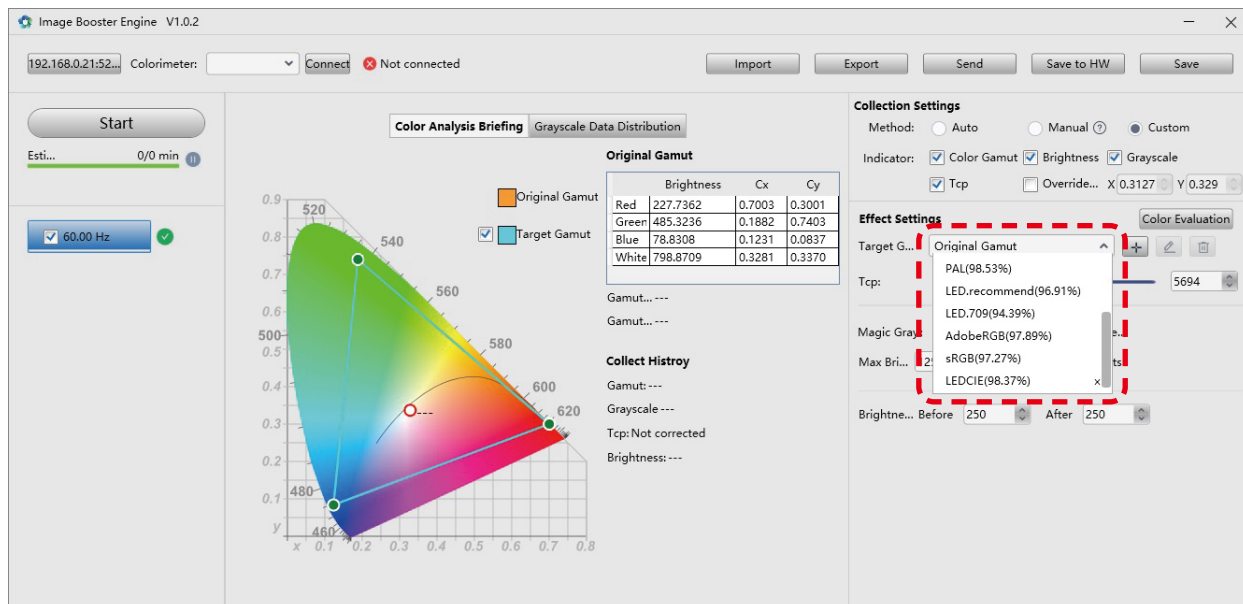 Image Booster Engine V1.0.2
192.168.0.21:52... Colorimeter: Connect Not connected Import Export Send Save to HW Save
Start
Esti... 0/0 min
60.00 Hz
Color Analysis Briefing Grayscale Data Distribution
Original Gamut
Target Gamut
0.9
0.8
0.7
0.6
0.5
0.4
0.3
0.2
0.1
y
x 0.1 0.2 0.3 0.4 0.5 0.6 0.7 0.8
520
540
560
580
600
620
500
480
460
---
Original Gamut
Brightness Cx Cy
Red 227.7362 0.7003 0.3001
Green 485.3236 0.1882 0.7403
Blue 78.8308 0.1231 0.0837
White 798.8709 0.3281 0.3370
Gamut... ---
Gamut... ---
Collect Histroy
Gamut: ---
Grayscale ---
Tcp: Not corrected
Brightness: ---
Collection Settings
Method: Auto Manual ? Custom
Indicator: Color Gamut Brightness Grayscale
Tcp Override... X 0.3127 Y 0.329
Effect Settings Color Evaluation
Target G... Original Gamut
PAL(98.53%)
LED.recommend(96.91%)
LED.709(94.39%)
AdobeRGB(97.89%)
sRGB(97.27%)
LEDCIE(98.37%) ×
Tcp: 5694
Magic Gray
Max Bri...
Brightne... Before 250 After 250